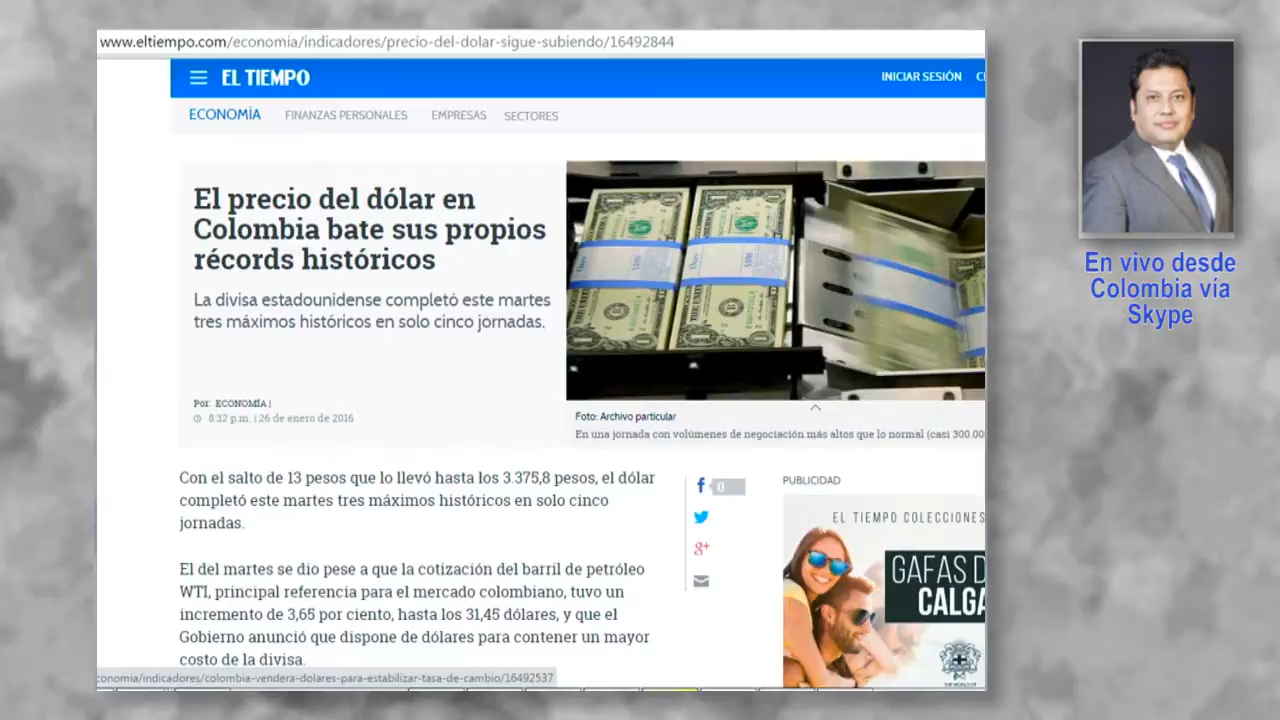 www.eltiempo.com/economia/indicadores/precio-del-dolar-sigue-subiendo/16492844
EL TIEMPO
INICIAR SESIÓN
ECONOMÍA
FINANZAS PERSONALES
EMPRESAS
SECTORES
El precio del dólar en
Colombia bate sus propios
récords históricos
La divisa estadounidense completó este martes
tres máximos históricos en solo cinco jornadas.
Por: ECONOMÍA |
8:32 p.m. | 26 de enero de 2016
Foto: Archivo particular
En una jornada con volúmenes de negociación más altos que lo normal (casi 300.00
Con el salto de 13 pesos que lo llevó hasta los 3.375,8 pesos, el dólar
completó este martes tres máximos históricos en solo cinco
jornadas.
El del martes se dio pese a que la cotización del barril de petróleo
WTI, principal referencia para el mercado colombiano, tuvo un
incremento de 3,65 por ciento, hasta los 31,45 dólares, y que el
Gobierno anunció que dispone de dólares para contener un mayor
costo de la divisa.
conomia/indicadores/colombia-vendera-dolares-para-estabilizar-tasa-de-cambio/16492537
0
PUBLICIDAD
EL TIEMPO COLECCIONES
GAFAS D
CALGA
En vivo desde
Colombia vía
Skype